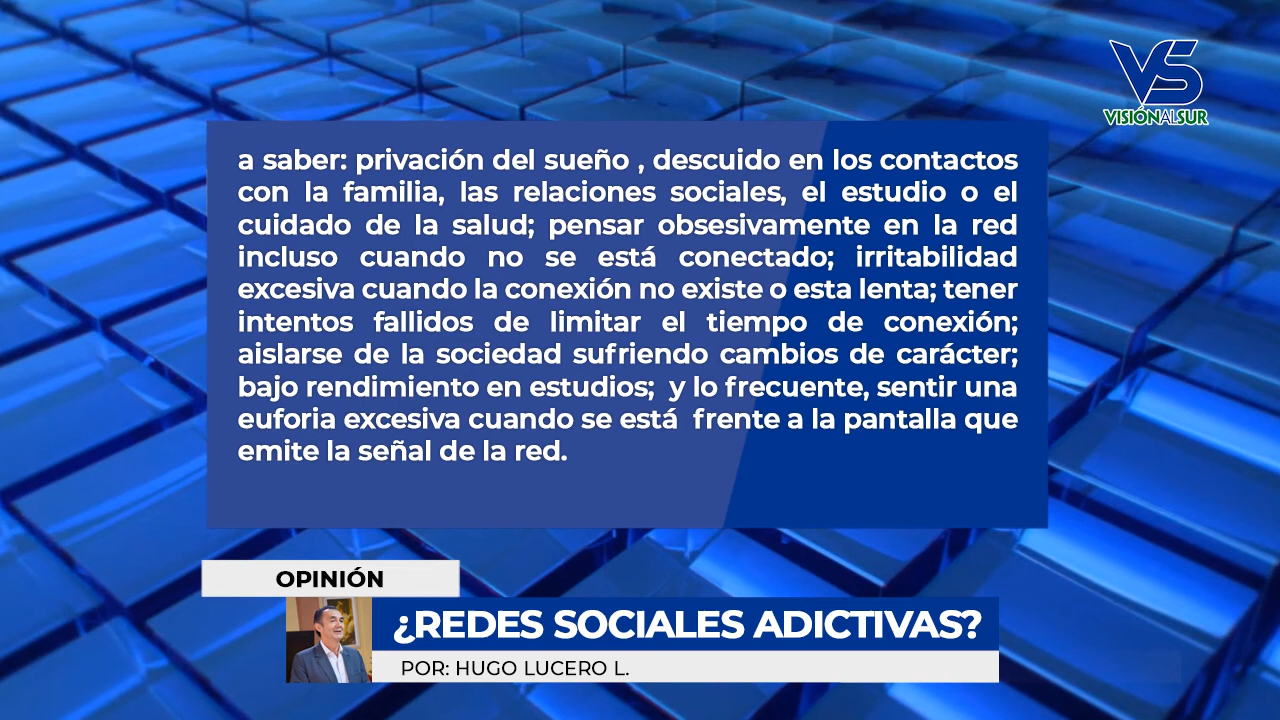 VS
VISIÓNALSUR
a saber: privación del sueño , descuido en los contactos
con la familia, las relaciones sociales, el estudio o el
cuidado de la salud; pensar obsesivamente en la red
incluso cuando no se está conectado; irritabilidad
excesiva cuando la conexión no existe o esta lenta; tener
intentos fallidos de limitar el tiempo de conexión;
aislarse de la sociedad sufriendo cambios de carácter;
bajo rendimiento en estudios;  y lo frecuente, sentir una
euforia excesiva cuando se está  frente a la pantalla que
emite la señal de la red.
OPINIÓN
¿REDES SOCIALES ADICTIVAS?
POR: HUGO LUCERO L.